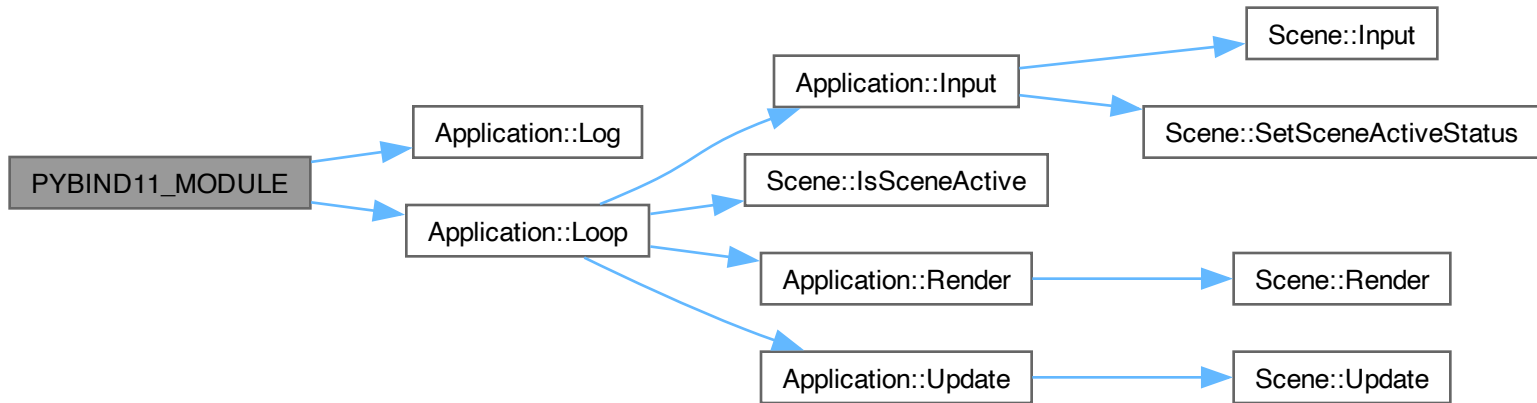 PYBIND11_MODULE
Application::Log
Application::Loop
Application::Input
Scene::IsSceneActive
Application::Render
Application::Update
Scene::Input
Scene::SetSceneActiveStatus
Scene::Render
Scene::Update